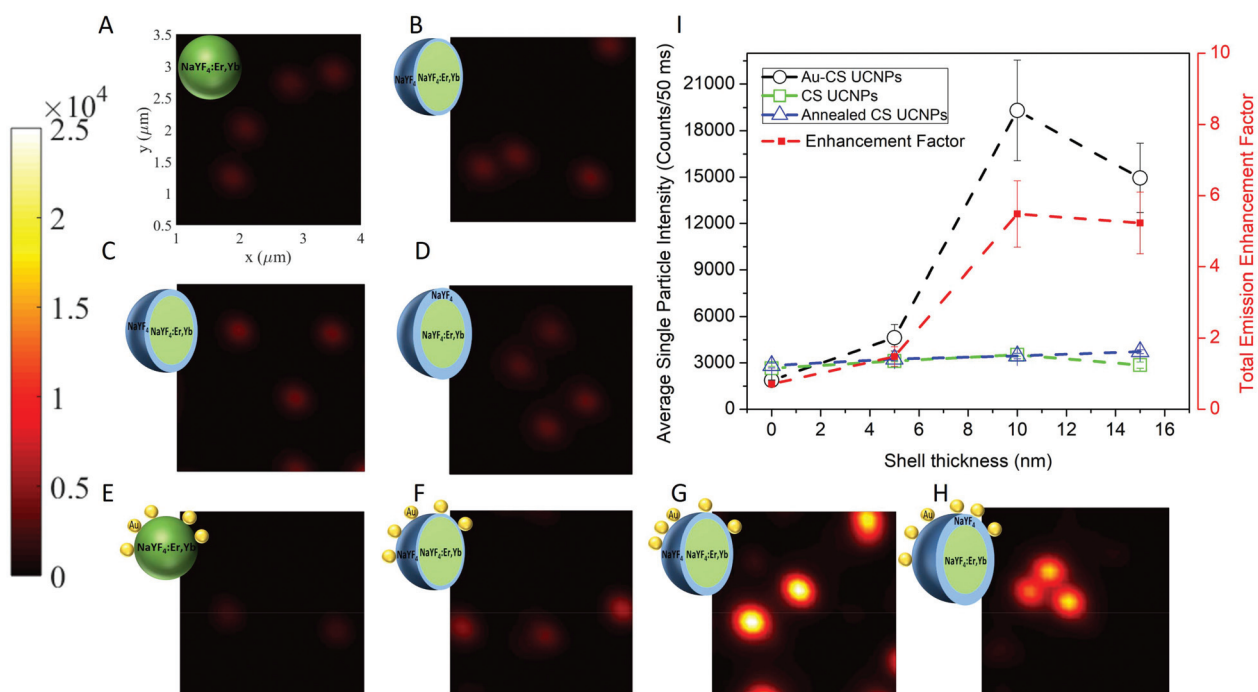 A
B
I
NaYF₄:Er,Yb
3.5
3
2.5
2
1.5
1
0.5
y (μm)
1
2
3
4
x (μm)
NaYF₄
NaYF₄:Er,Yb
×10⁴
2.5
2
1.5
1
0.5
0
C
D
NaYF₄
NaYF₄:Er,Yb
NaYF₄
NaYF₄:Er,Yb
E
F
G
H
Au
NaYF₄:Er,Yb
Au
NaYF₄
NaYF₄:Er,Yb
Au
NaYF₄
NaYF₄:Er,Yb
Au
NaYF₄
NaYF₄:Er,Yb
Average Single Particle Intensity (Counts/50 ms)
21000
18000
15000
12000
9000
6000
3000
0
Au-CS UCNPs
CS UCNPs
Annealed CS UCNPs
Enhancement Factor
10
8
6
4
2
0
Total Emission Enhancement Factor
0
2
4
6
8
10
12
14
16
Shell thickness (nm)